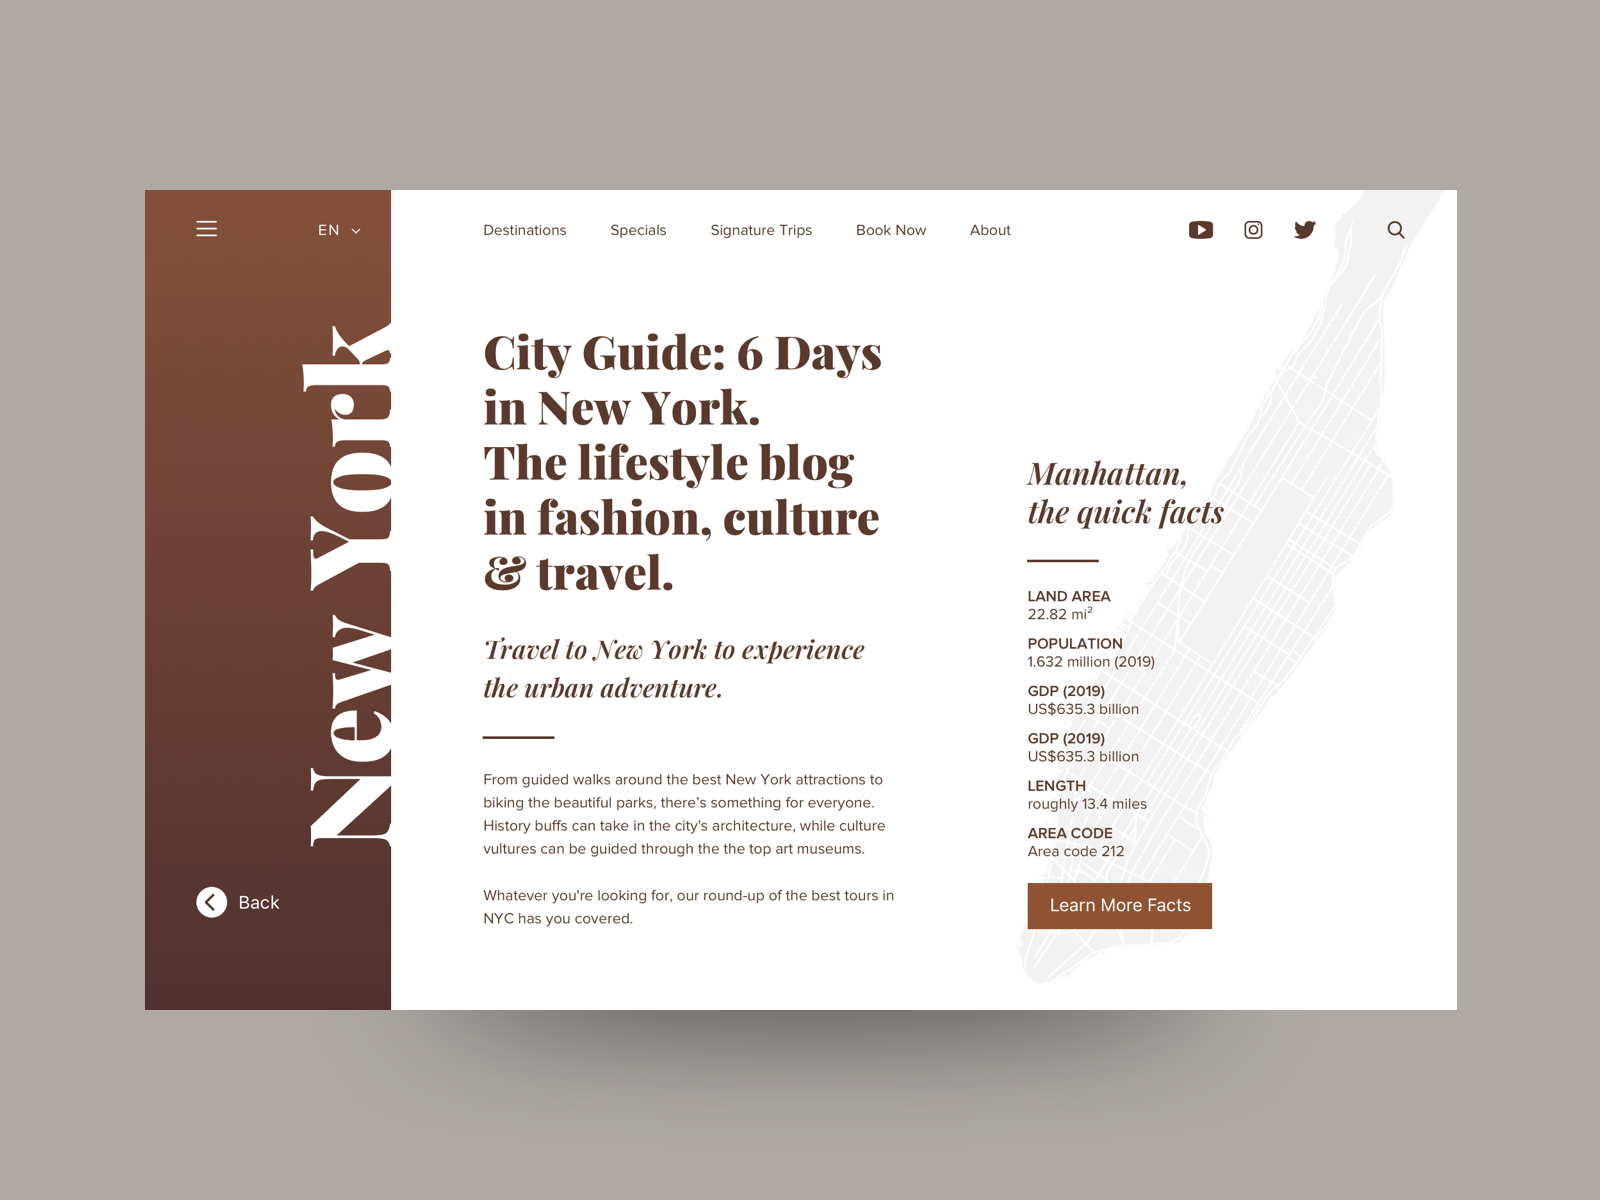 EN
Destinations
Specials
Signature Trips
Book Now
About
New York
Back
City Guide: 6 Days
in New York.
The lifestyle blog
in fashion, culture
& travel.
Travel to New York to experience
the urban adventure.
From guided walks around the best New York attractions to
biking the beautiful parks, there's something for everyone.
History buffs can take in the city's architecture, while culture
vultures can be guided through the the top art museums.
Whatever you're looking for, our round-up of the best tours in
NYC has you covered.
Manhattan,
the quick facts
LAND AREA
22.82 mi²
POPULATION
1.632 million (2019)
GDP (2019)
US$635.3 billion
GDP (2019)
US$635.3 billion
LENGTH
roughly 13.4 miles
AREA CODE
Area code 212
Learn More Facts